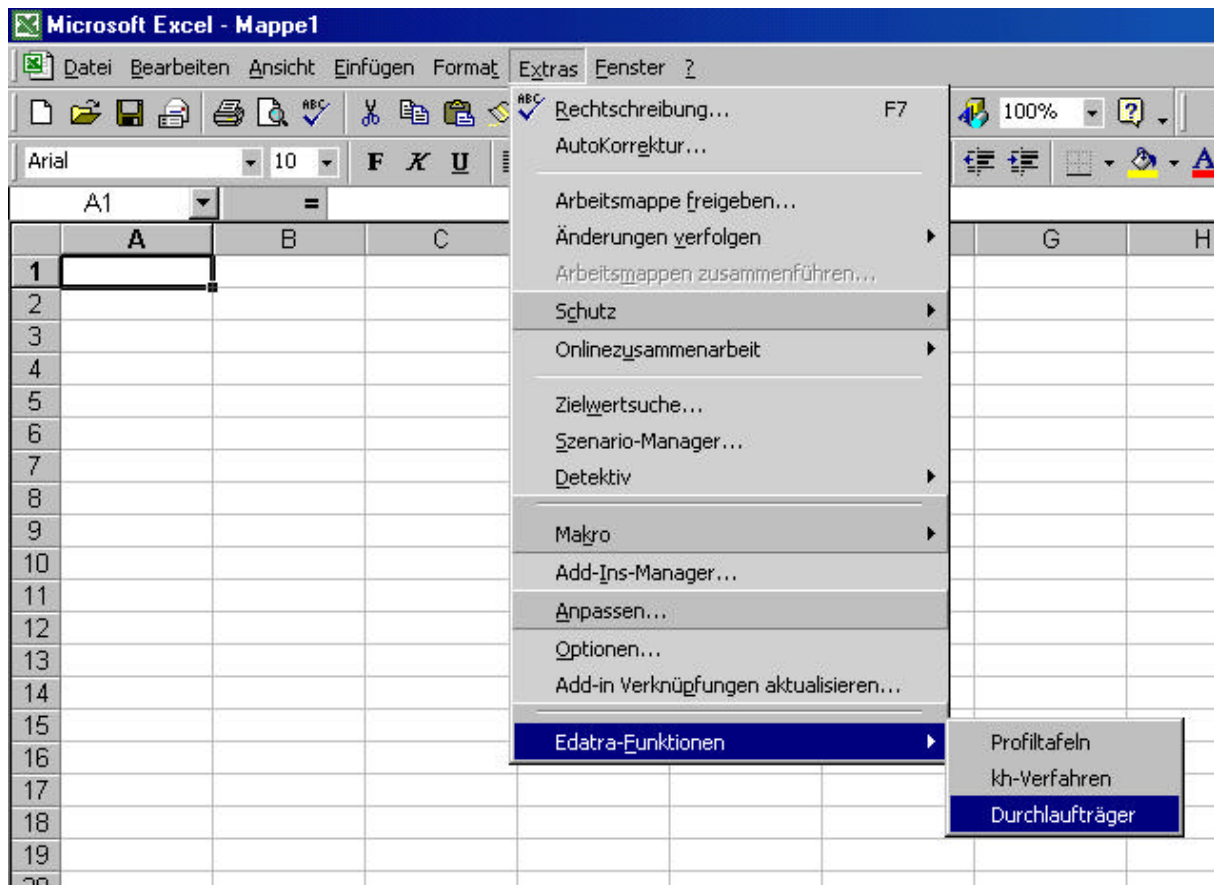 Microsoft Excel - Mappe1
Datei Bearbeiten Ansicht Einfügen Format Extras Fenster ?
ABC 100% ?
Arial 10 F K U A
A1 =
A B C G H
Rechtschreibung... F7
AutoKorrektur...
Arbeitsmappe freigeben...
Änderungen verfolgen
Arbeitsmappen zusammenführen...
Schutz
Onlinezusammenarbeit
Zielwertsuche...
Szenario-Manager...
Detektiv
Makro
Add-Ins-Manager...
Anpassen...
Optionen...
Add-in Verknüpfungen aktualisieren...
Edatra-Funktionen
Profiltafeln
kh-Verfahren
Durchlaufträger
1
2
3
4
5
6
7
8
9
10
11
12
13
14
15
16
17
18
19
20